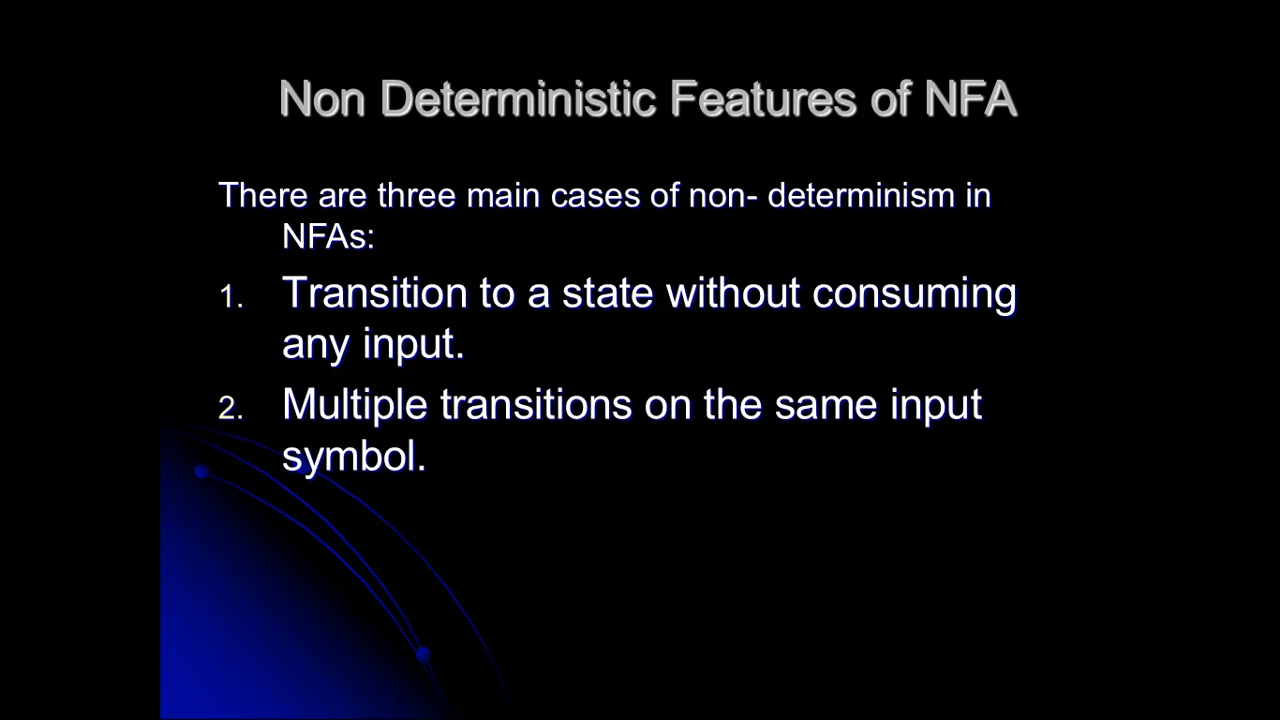 Non Deterministic Features of NFA
There are three main cases of non- determinism in
NFAs:
1. Transition to a state without consuming
any input.
2. Multiple transitions on the same input
symbol.